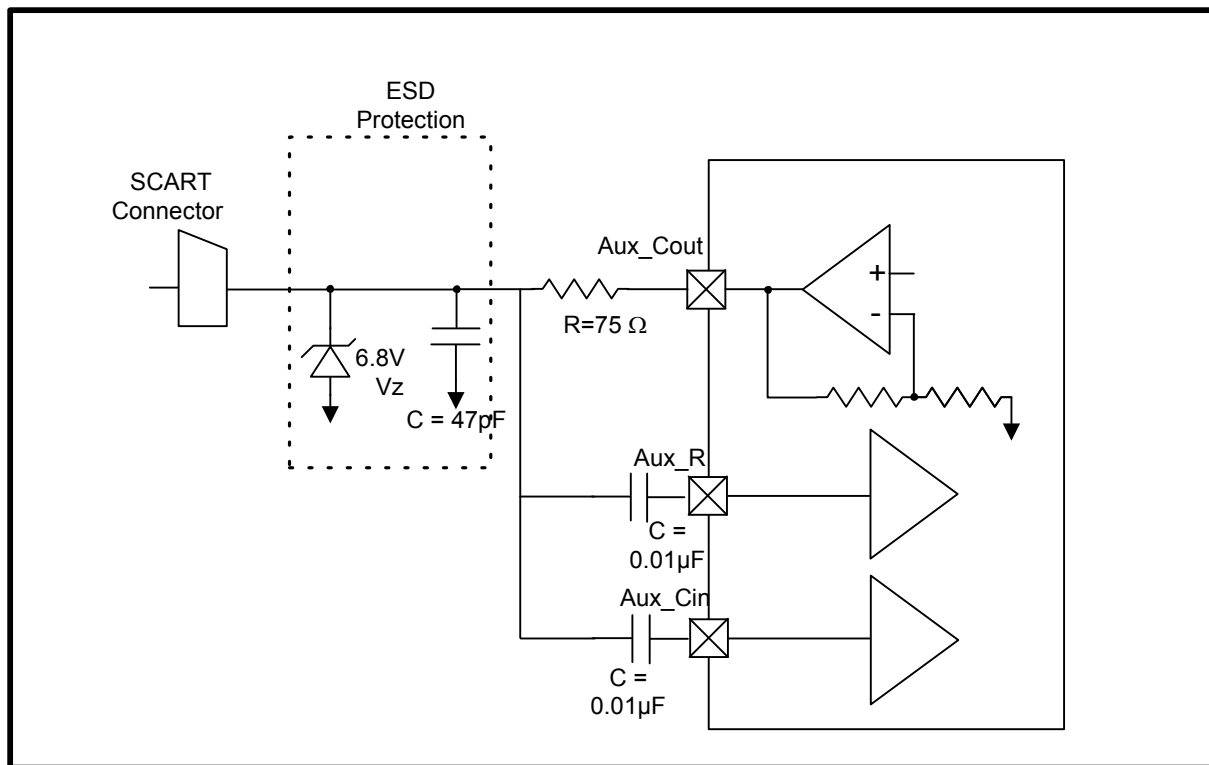 ESD
Protection
SCART
Connector
Aux_Cout
+
-
R=75 Ω
6.8V
Vz
C = 47pF
Aux_R
C =
0.01µF
Aux_Cin
C =
0.01µF